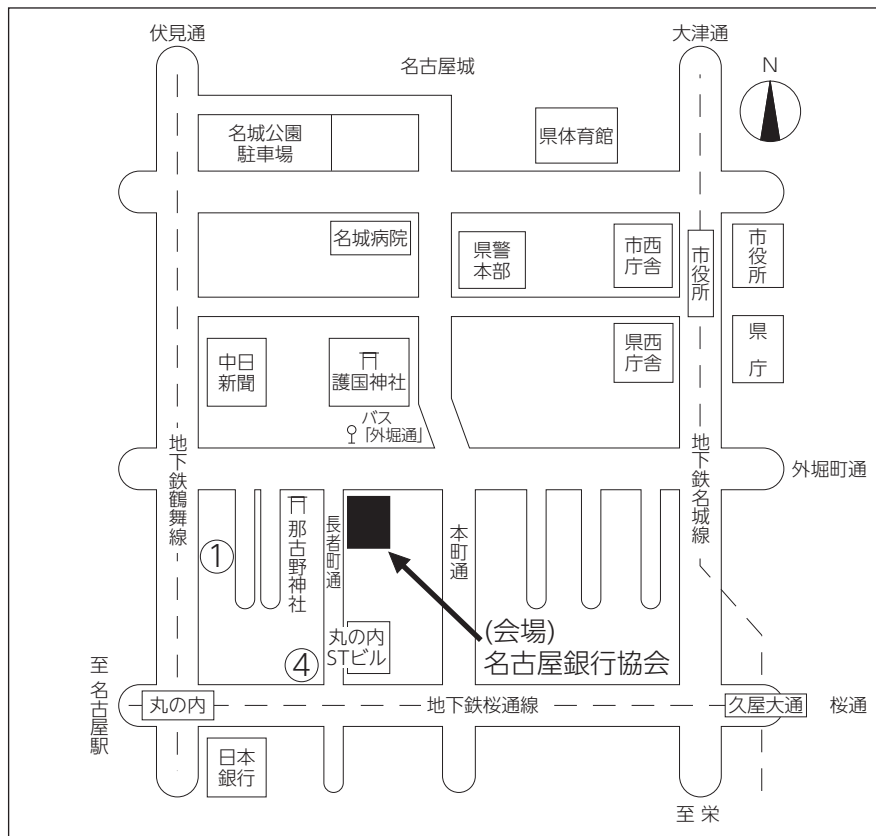 伏見通
大津通
名古屋城
N
名城公園
駐車場
県体育館
名城病院
県警
本部
市西
庁舎
市役所
市役所
中日
新聞
護国神社
県西
庁舎
県庁
バス
「外堀通」
地下鉄鶴舞線
地下鉄名城線
外堀町通
①
那古野神社
長者町通
本町通
(会場)
名古屋銀行協会
丸の内
STビル
④
至 名古屋駅
丸の内
地下鉄桜通線
久屋大通
桜通
日本
銀行
至 栄